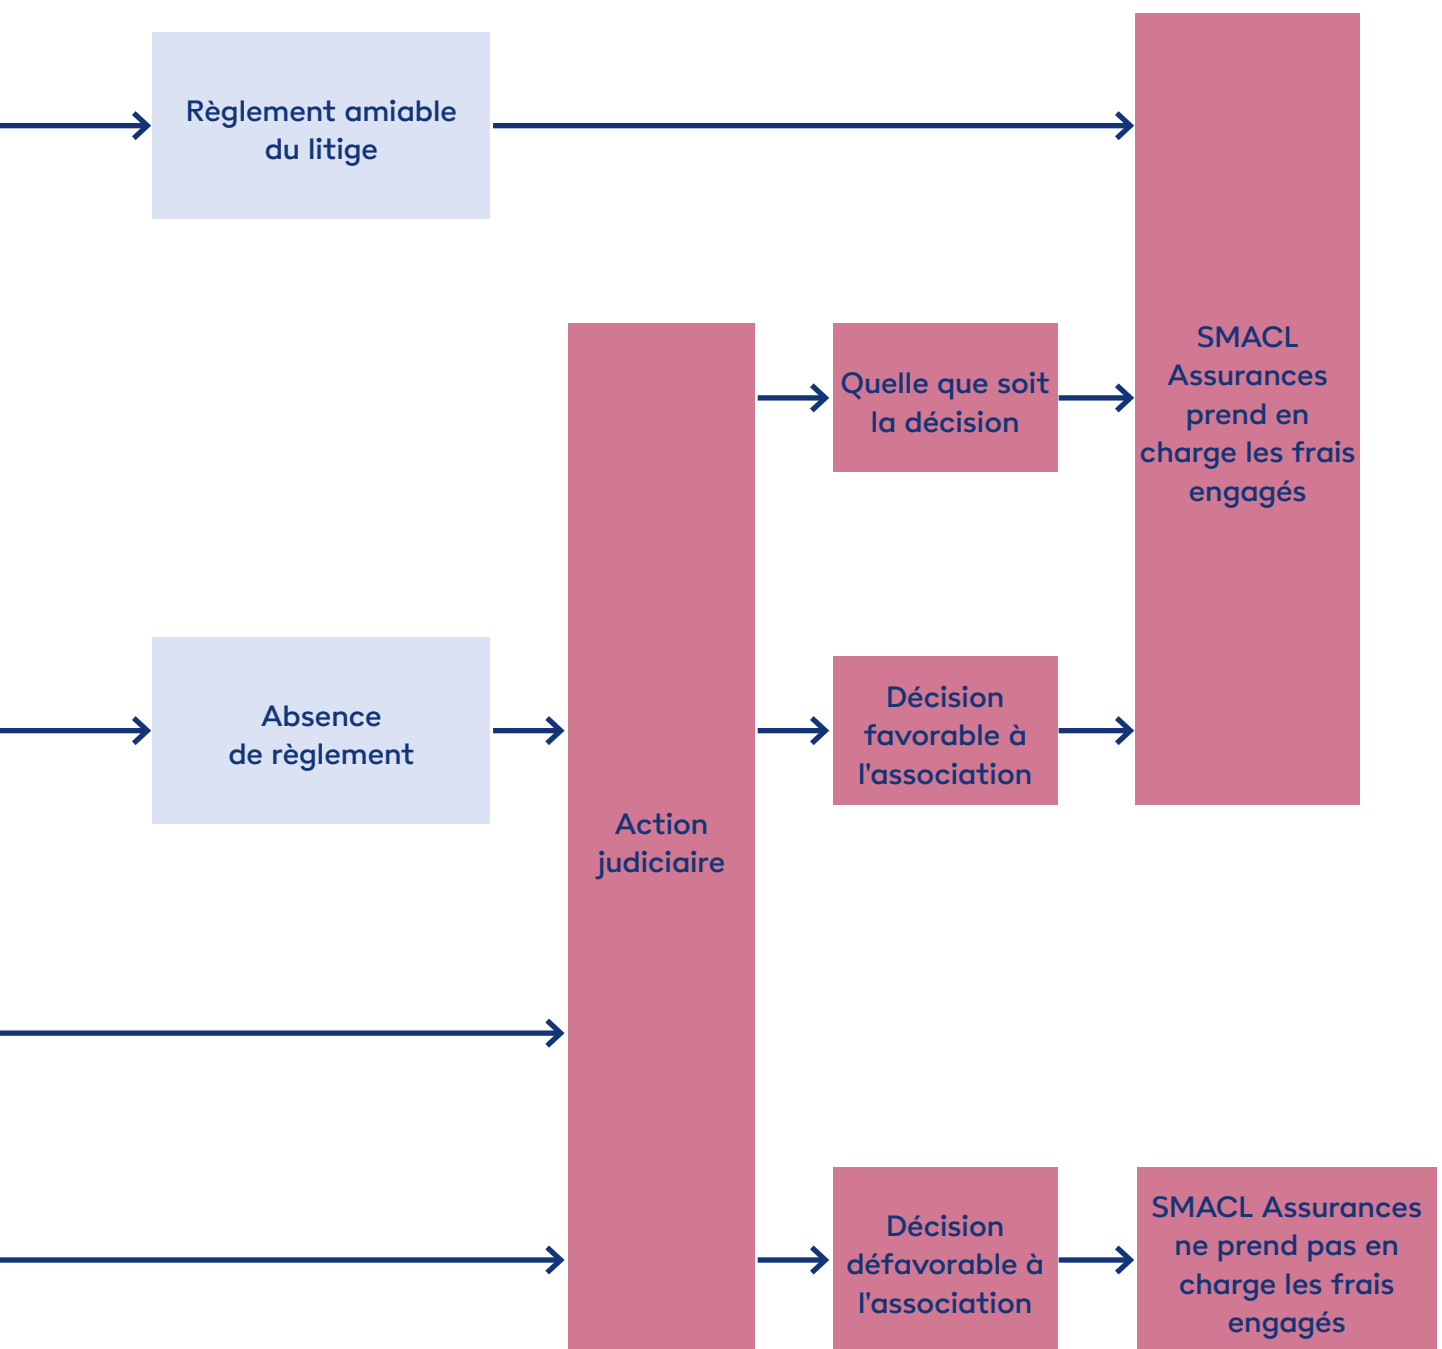 Règlement amiable
du litige
Quelle que soit
la décision
SMACL
Assurances
prend en
charge les frais
engagés
Absence
de règlement
Décision
favorable à
l'association
Action
judiciaire
Décision
défavorable à
l'association
SMACL Assurances
ne prend pas en
charge les frais
engagés